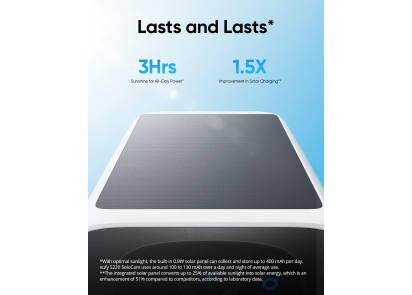 Lasts and Lasts*
3Hrs
1.5X
Sunshine for All-Day Power*
Improvement in Solar Charging**
*With optimal sunlight, the built-in 0.9W solar panel can collect and store up to 400 mAh per day.
eufy S220 SoloCam uses around 100 to 130 mAh over a day and night of average use.
**The integrated solar panel converts up to 25% of available sunlight into solar energy, which is an
enhancement of 51% compared to competitors, according to laboratory data.